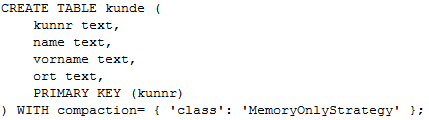 CREATE TABLE kunde (
    kunnr text,
    name text,
    vorname text,
    ort text,
    PRIMARY KEY (kunnr)
) WITH compaction= { 'class': 'MemoryOnlyStrategy' };